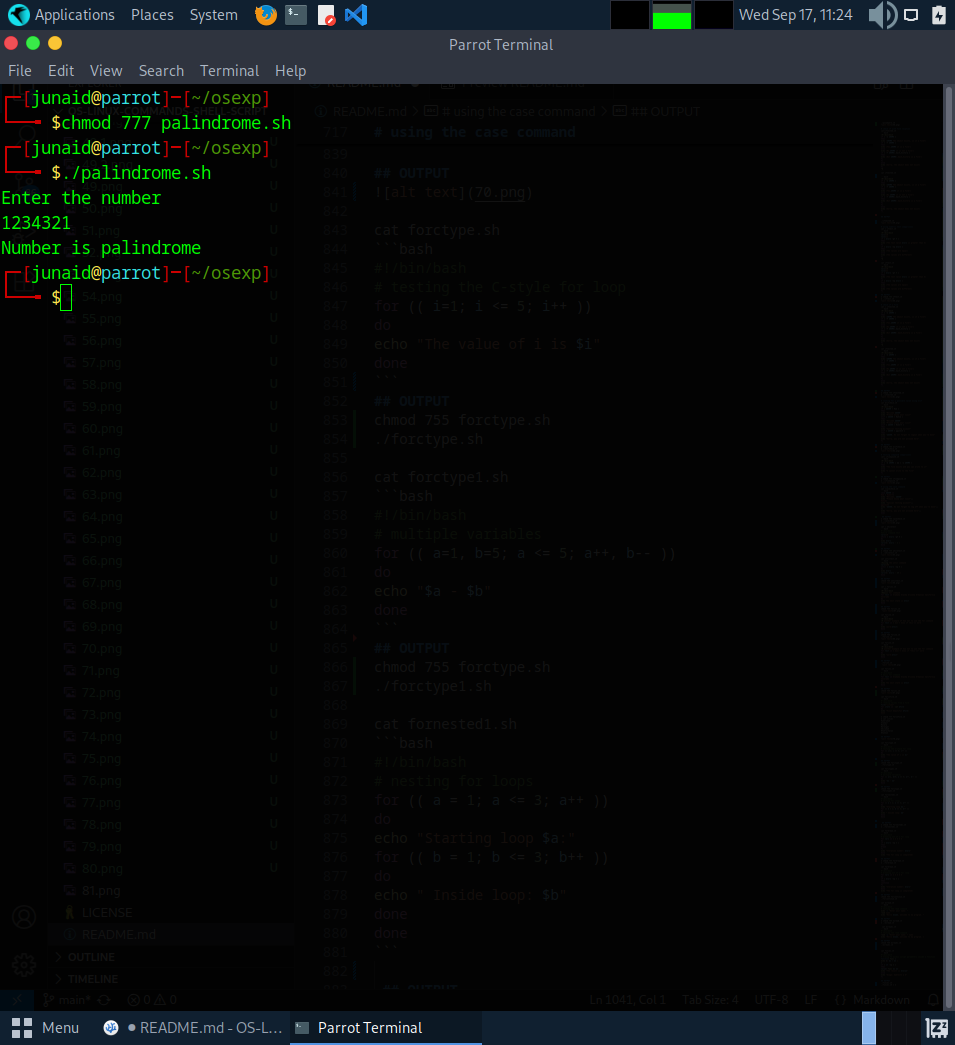 Applications Places System
Wed Sep 17, 11:24
Parrot Terminal
File Edit View Search Terminal Help
┌─[junaid@parrot]─[~/osexp]
└──╼ $chmod 777 palindrome.sh
┌─[junaid@parrot]─[~/osexp]
└──╼ $./palindrome.sh
Enter the number
1234321
Number is palindrome
┌─[junaid@parrot]─[~/osexp]
└──╼ $
README.md > # using the case command > ## OUTPUT
737 # using the case command
839
840 ## OUTPUT
841 ![alt text](70.png)
842
843 cat forctype.sh
844 ```bash
845 #!/bin/bash
846 # testing the C-style for loop
847 for (( i=1; i <= 5; i++ ))
848 do
849 echo "The value of i is $i"
850 done
851 ```
852 ## OUTPUT
853 chmod 755 forctype.sh
854 ./forctype.sh
855
856 cat forctype1.sh
857 ```bash
858 #!/bin/bash
859 # multiple variables
860 for (( a=1, b=5; a <= 5; a++, b-- ))
861 do
862 echo "$a - $b"
863 done
864 ```
865 ## OUTPUT
866 chmod 755 forctype.sh
867 ./forctype1.sh
868
869 cat fornested1.sh
870 ```bash
871 #!/bin/bash
872 # nesting for loops
873 for (( a = 1; a <= 3; a++ ))
874 do
875 echo "Starting loop $a:"
876 for (( b = 1; b <= 3; b++ ))
877 do
878 echo " Inside loop: $b"
879 done
880 done
881 ```
882
## OUTPUT
54.png U
55.png U
56.png U
57.png U
58.png U
59.png U
60.png U
61.png U
62.png U
63.png U
64.png U
65.png U
66.png U
67.png U
68.png U
69.png U
70.png U
71.png U
72.png U
73.png U
74.png U
75.png U
76.png U
77.png U
78.png U
79.png U
80.png U
81.png
LICENSE
README.md
OUTLINE
TIMELINE
main* 0 0 Ln 1041, Col 1 Tab Size: 4 UTF-8 LF {} Markdown
Menu ● README.md - OS-L... Parrot Terminal